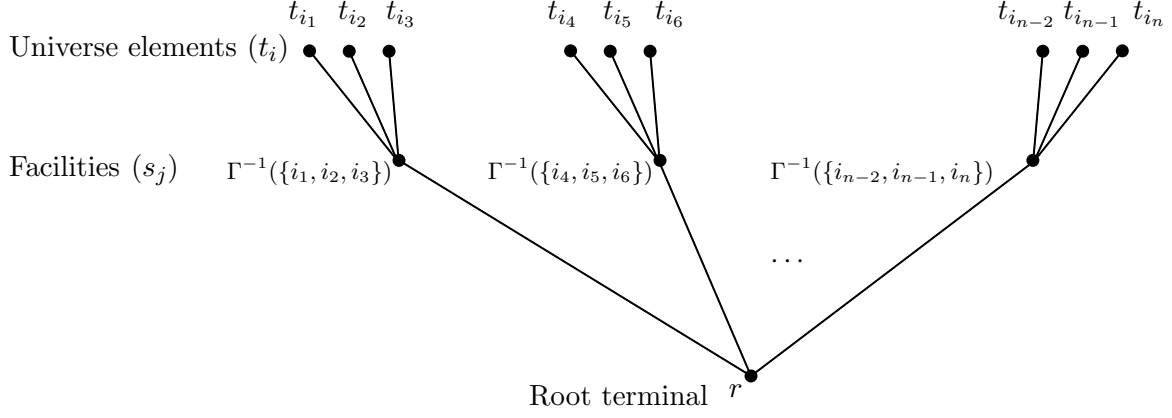 t_{i_1} t_{i_2} t_{i_3} t_{i_4} t_{i_5} t_{i_6} t_{i_{n-2}} t_{i_{n-1}} t_{i_n}
Universe elements (t_i)
Facilities (s_j) Γ^{-1}({i_1, i_2, i_3}) Γ^{-1}({i_4, i_5, i_6}) Γ^{-1}({i_{n-2}, i_{n-1}, i_n})
...
Root terminal r